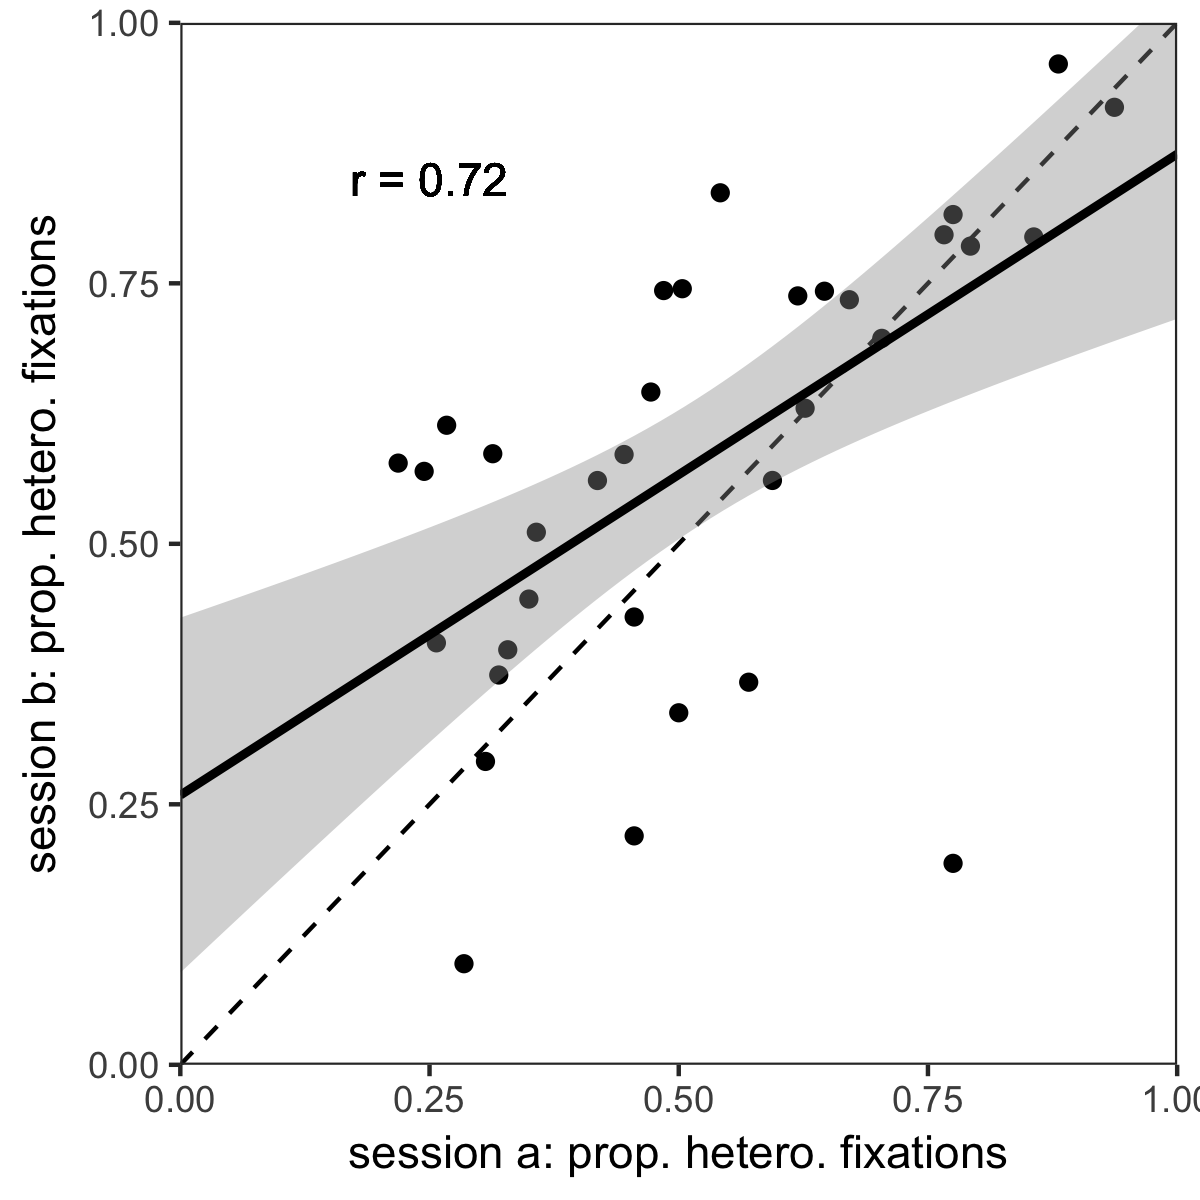 1.00
0.75
0.50
0.25
0.00
session b: prop. hetero. fixations
r = 0.72
0.00 0.25 0.50 0.75 1.00
session a: prop. hetero. fixations